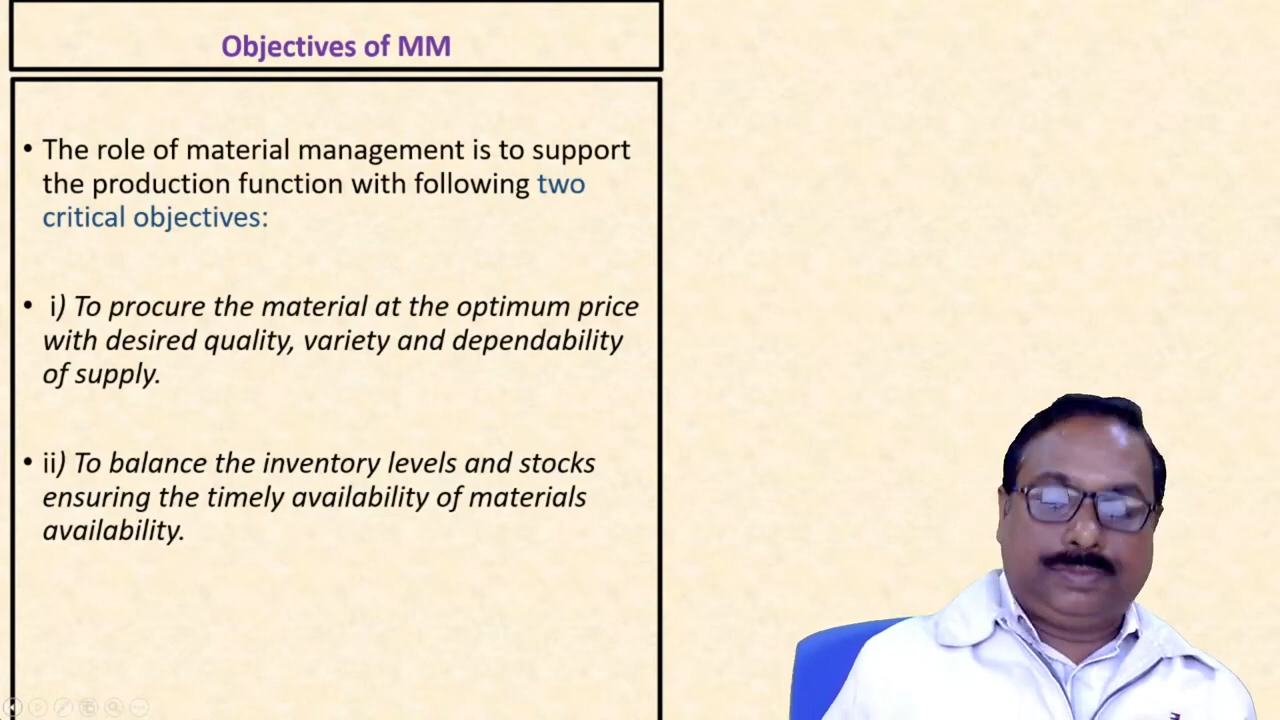 Objectives of MM
• The role of material management is to support
the production function with following two
critical objectives:
• i) To procure the material at the optimum price
with desired quality, variety and dependability
of supply.
• ii) To balance the inventory levels and stocks
ensuring the timely availability of materials
availability.